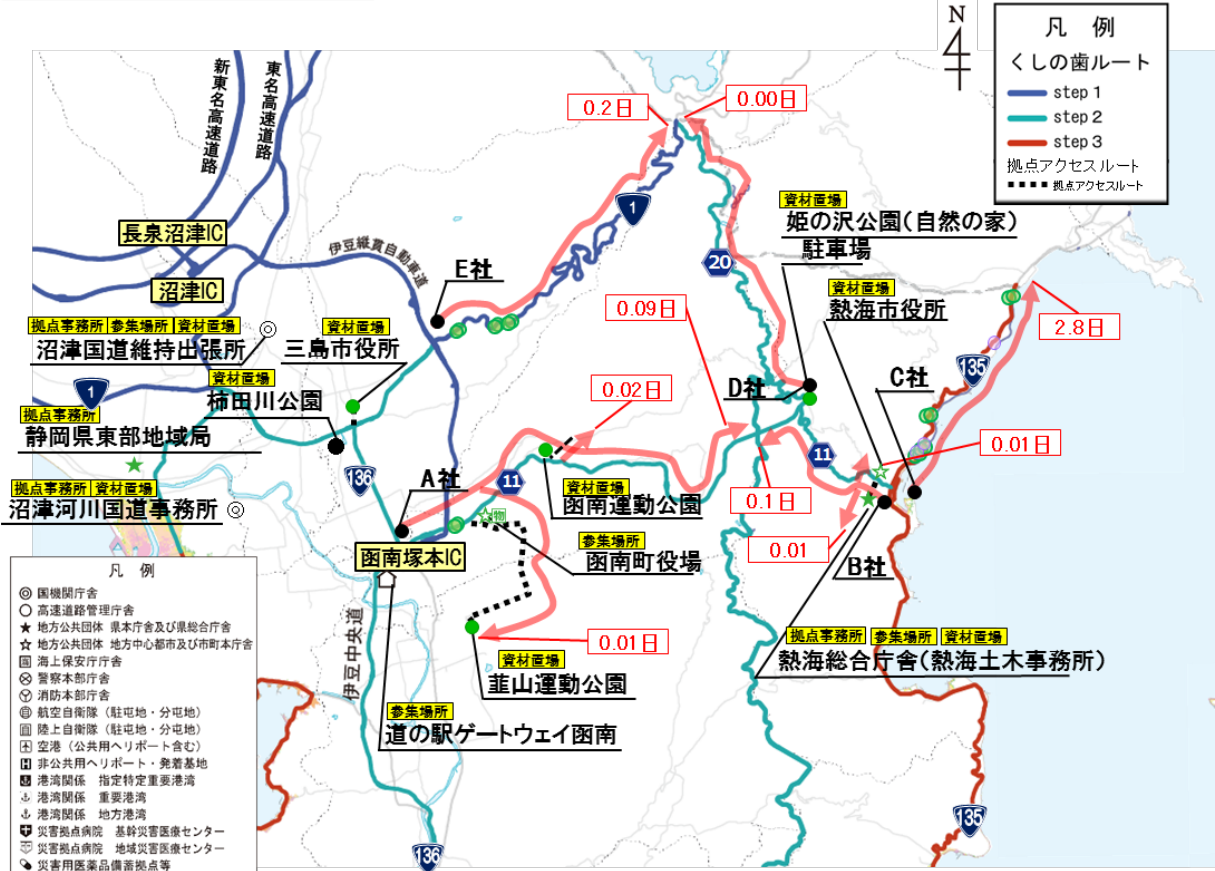 N
凡　例
くしの歯ルート
step 1
step 2
step 3
拠点アクセスルート
拠点アクセスルート
新東名高速道路
東名高速道路
0.2日
0.00日
1
長泉沼津IC
伊豆縦貫自動車道
沼津IC
E社
20
資材置場
姫の沢公園(自然の家)
駐車場
資材置場
熱海市役所
0.09日
2.8日
拠点事務所 参集場所 資材置場
沼津国道維持出張所
資材置場
三島市役所
1
資材置場
柿田川公園
0.02日
D社
C社
135
拠点事務所
静岡県東部地域局
0.01日
11
136
A社
11
拠点事務所 資材置場
沼津河川国道事務所
資材置場
函南運動公園
0.1日
物
0.01
函南塚本IC
参集場所
函南町役場
B社
伊豆中央道
0.01日
拠点事務所 参集場所 資材置場
熱海総合庁舎(熱海土木事務所)
資材置場
韮山運動公園
参集場所
道の駅ゲートウェイ函南
135
136
凡　例
国機関庁舎
高速道路管理庁舎
地方公共団体　県本庁舎及び県総合庁舎
地方公共団体　地方中心都市及び市町本庁舎
海上保安庁庁舎
警察本部庁舎
消防本部庁舎
航空自衛隊（駐屯地・分屯地）
陸上自衛隊（駐屯地・分屯地）
空港（公共用ヘリポート含む）
非公共用ヘリポート・発着基地
港湾関係　指定特定重要港湾
港湾関係　重要港湾
港湾関係　地方港湾
災害拠点病院　基幹災害医療センター
災害拠点病院　地域災害医療センター
災害用医薬品備蓄拠点等